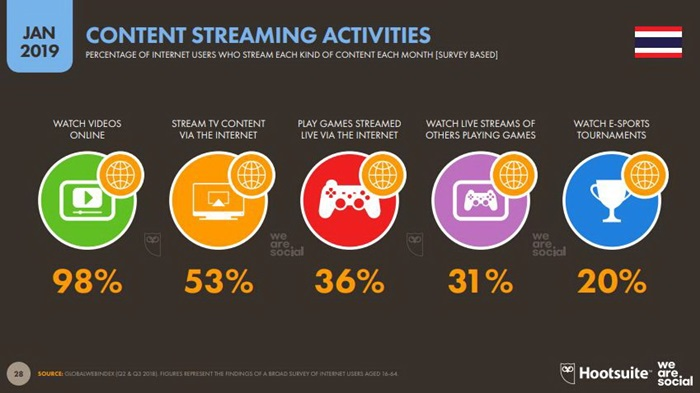 JAN
2019
CONTENT STREAMING ACTIVITIES
PERCENTAGE OF INTERNET USERS WHO STREAM EACH KIND OF CONTENT EACH MONTH [SURVEY BASED]
WATCH VIDEOS
ONLINE
STREAM TV CONTENT
VIA THE INTERNET
PLAY GAMES STREAMED
LIVE VIA THE INTERNET
WATCH LIVE STREAMS OF
OTHERS PLAYING GAMES
WATCH E-SPORTS
TOURNAMENTS
we
are
social
we
are
social
98%
53%
36%
31%
20%
28
SOURCE: GLOBALWEBINDEX (Q2 & Q3 2018). FIGURES REPRESENT THE FINDINGS OF A BROAD SURVEY OF INTERNET USERS AGED 16-64.
Hootsuite™
we
are
social